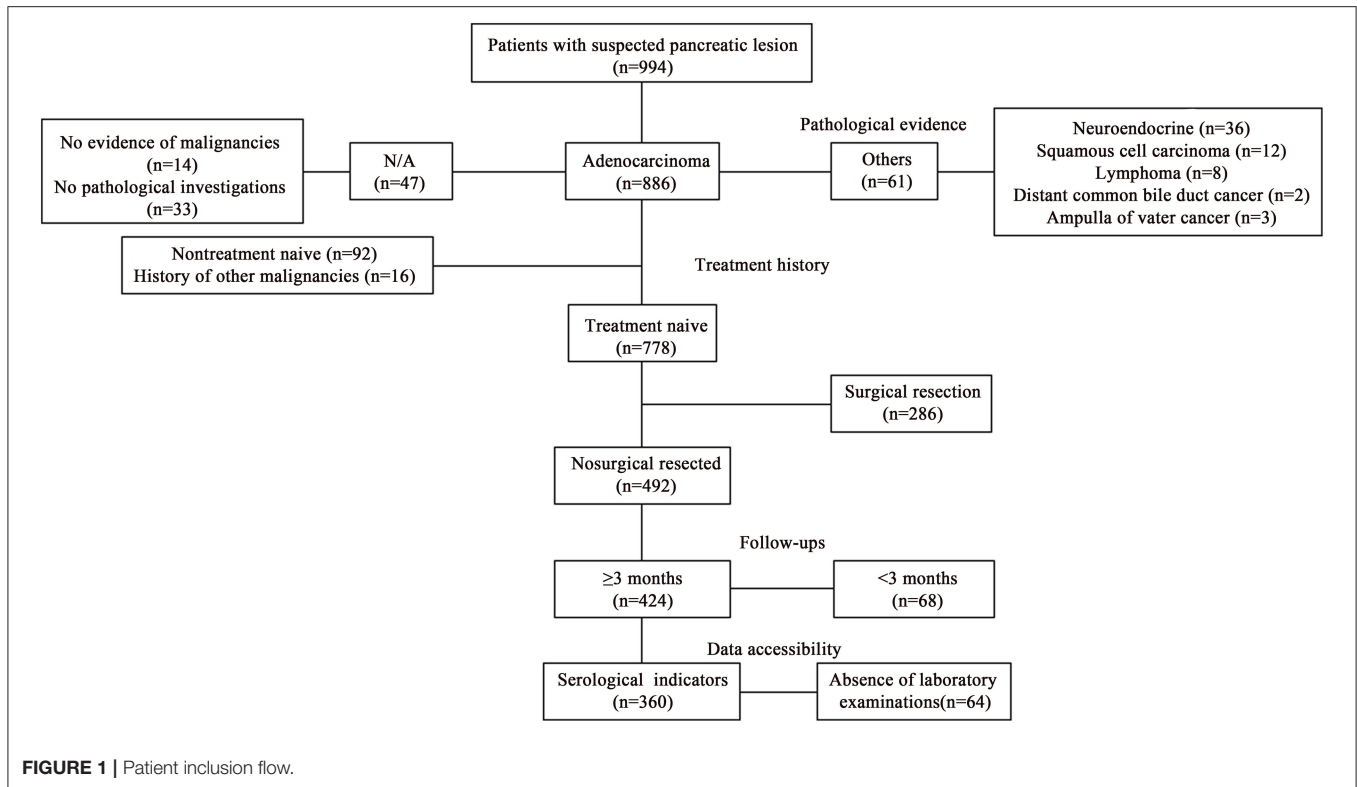 Patients with suspected pancreatic lesion
(n=994)
Pathological evidence
No evidence of malignancies
(n=14)
No pathological investigations
(n=33)
N/A
(n=47)
Adenocarcinoma
(n=886)
Others
(n=61)
Neuroendocrine (n=36)
Squamous cell carcinoma (n=12)
Lymphoma (n=8)
Distant common bile duct cancer (n=2)
Ampulla of vater cancer (n=3)
Nontreatment naive (n=92)
History of other malignancies (n=16)
Treatment history
Treatment naive
(n=778)
Surgical resection
(n=286)
Nosurgical resected
(n=492)
Follow-ups
≥3 months
(n=424)
<3 months
(n=68)
Data accessibility
Serological indicators
(n=360)
Absence of laboratory
examinations(n=64)
FIGURE 1 | Patient inclusion flow.